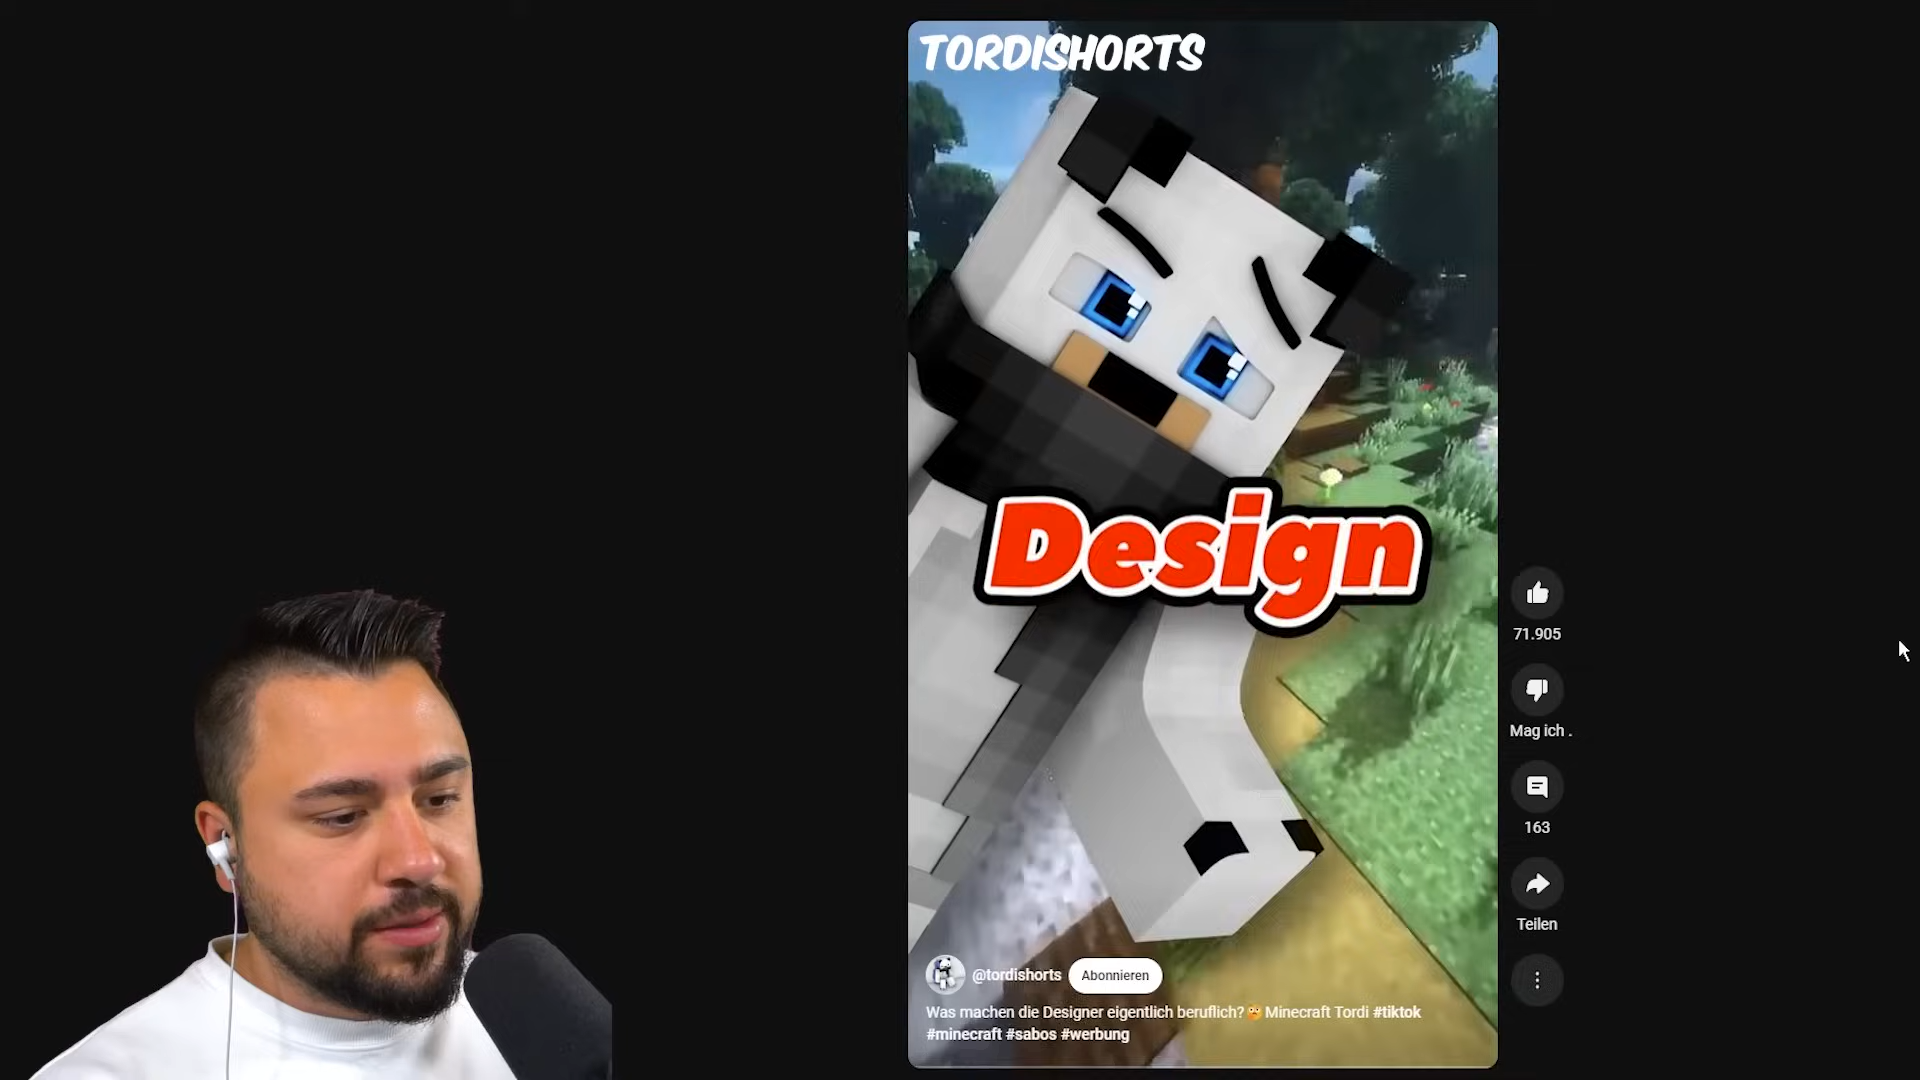 TORDISHORTS
Design
71.905
Mag ich .
163
Teilen
@tordishorts
Abonnieren
Was machen die Designer eigentlich beruflich?🤔 Minecraft Tordi #tiktok
#minecraft #sabos #werbung